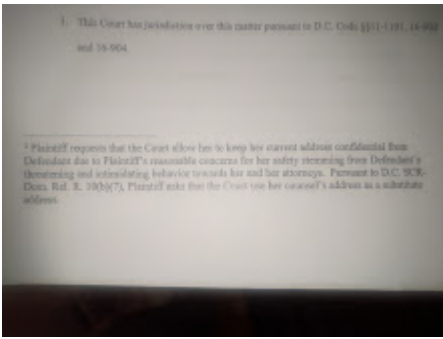 1. This Court has jurisdiction over this matter pursuant to D.C. Code §§11-1101, 16-
and 16-904.
Plaintiff requests that the Court allow her to keep her current address confidential from
Defendant due to Plaintiff's reasonable concerns for her safety stemming from Defendant's
threatening and intimidating behavior towards her and her attorneys. Pursuant to D.C. SCR-
Dom. Rel. R. 10(b)(7), Plaintiff asks that the Court use her counsel's address as a substitute
address.